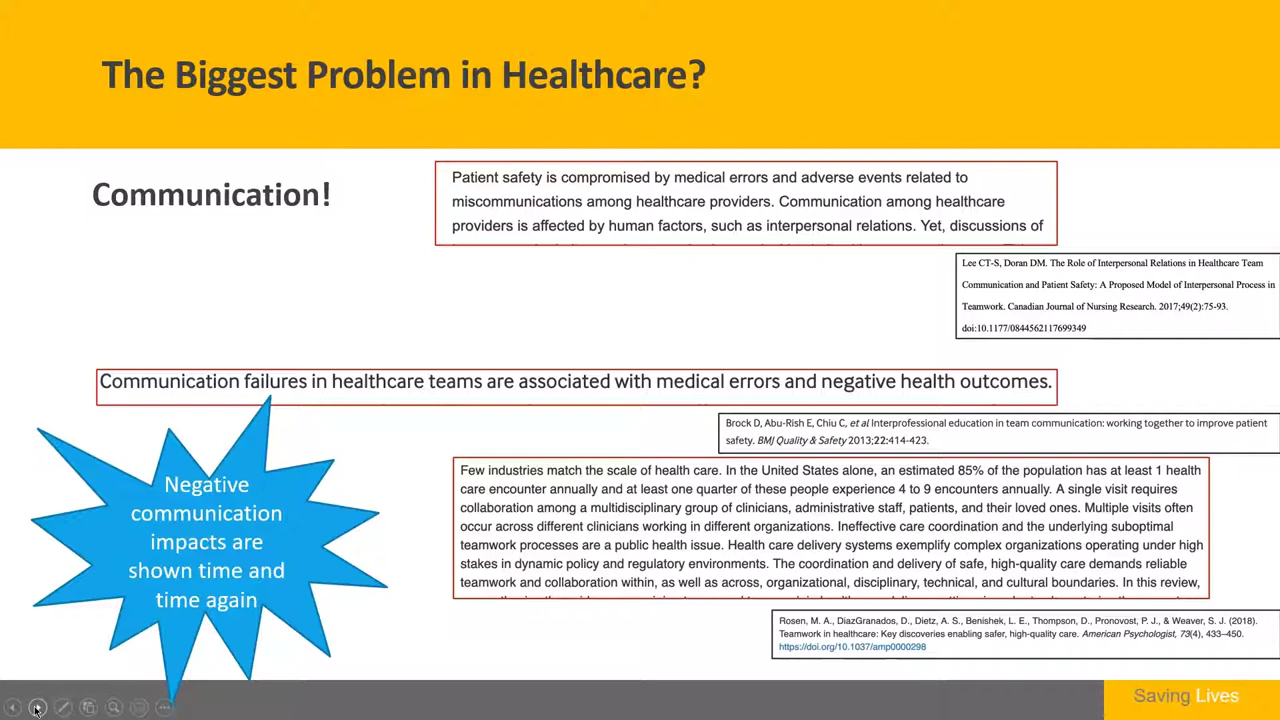 The Biggest Problem in Healthcare?
Communication!
Patient safety is compromised by medical errors and adverse events related to
miscommunications among healthcare providers. Communication among healthcare
providers is affected by human factors, such as interpersonal relations. Yet, discussions of
Lee CT-S, Doran DM. The Role of Interpersonal Relations in Healthcare Team
Communication and Patient Safety: A Proposed Model of Interpersonal Process in
Teamwork. Canadian Journal of Nursing Research. 2017;49(2):75-93.
doi:10.1177/0844562117699349
Communication failures in healthcare teams are associated with medical errors and negative health outcomes.
Brock D, Abu-Rish E, Chiu C, et al Interprofessional education in team communication: working together to improve patient
safety. BMJ Quality & Safety 2013;22:414-423.
Negative
communication
impacts are
shown time and
time again
Few industries match the scale of health care. In the United States alone, an estimated 85% of the population has at least 1 health
care encounter annually and at least one quarter of these people experience 4 to 9 encounters annually. A single visit requires
collaboration among a multidisciplinary group of clinicians, administrative staff, patients, and their loved ones. Multiple visits often
occur across different clinicians working in different organizations. Ineffective care coordination and the underlying suboptimal
teamwork processes are a public health issue. Health care delivery systems exemplify complex organizations operating under high
stakes in dynamic policy and regulatory environments. The coordination and delivery of safe, high-quality care demands reliable
teamwork and collaboration within, as well as across, organizational, disciplinary, technical, and cultural boundaries. In this review,
Rosen, M. A., DiazGranados, D., Dietz, A. S., Benishek, L. E., Thompson, D., Pronovost, P. J., & Weaver, S. J. (2018).
Teamwork in healthcare: Key discoveries enabling safer, high-quality care. American Psychologist, 73(4), 433–450.
https://doi.org/10.1037/amp0000298
Saving Lives